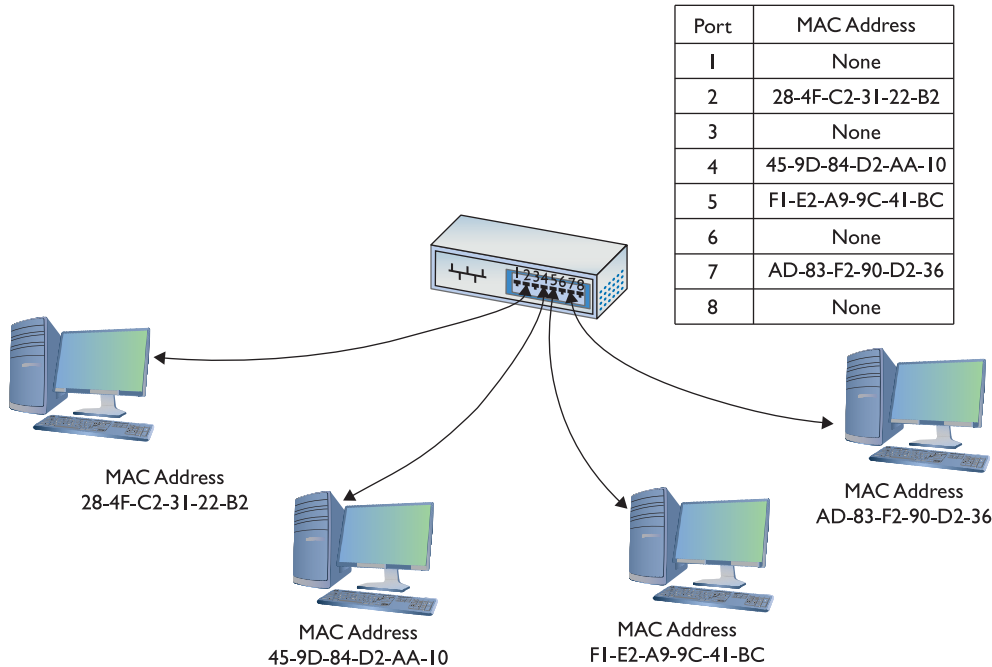 Port MAC Address
1 None
2 28-4F-C2-31-22-B2
3 None
4 45-9D-84-D2-AA-10
5 F1-E2-A9-9C-41-BC
6 None
7 AD-83-F2-90-D2-36
8 None
12345678
MAC Address
28-4F-C2-31-22-B2
MAC Address
45-9D-84-D2-AA-10
MAC Address
F1-E2-A9-9C-41-BC
MAC Address
AD-83-F2-90-D2-36